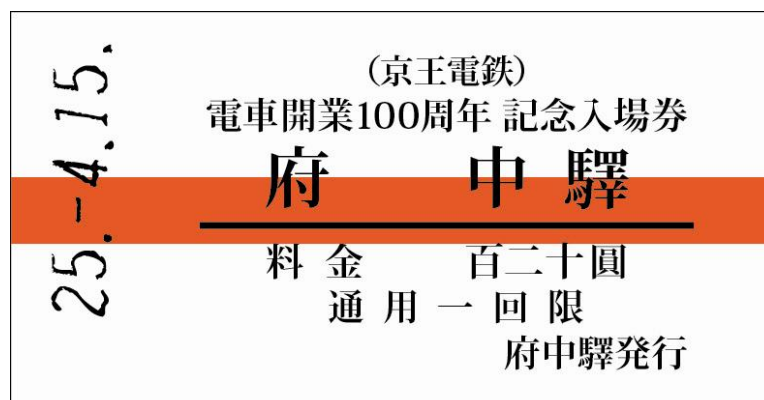 25.-4.15.
（京王電鉄）
電車開業100周年 記念入場券
府中驛
料金 百二十圓
通用一回限
府中驛発行